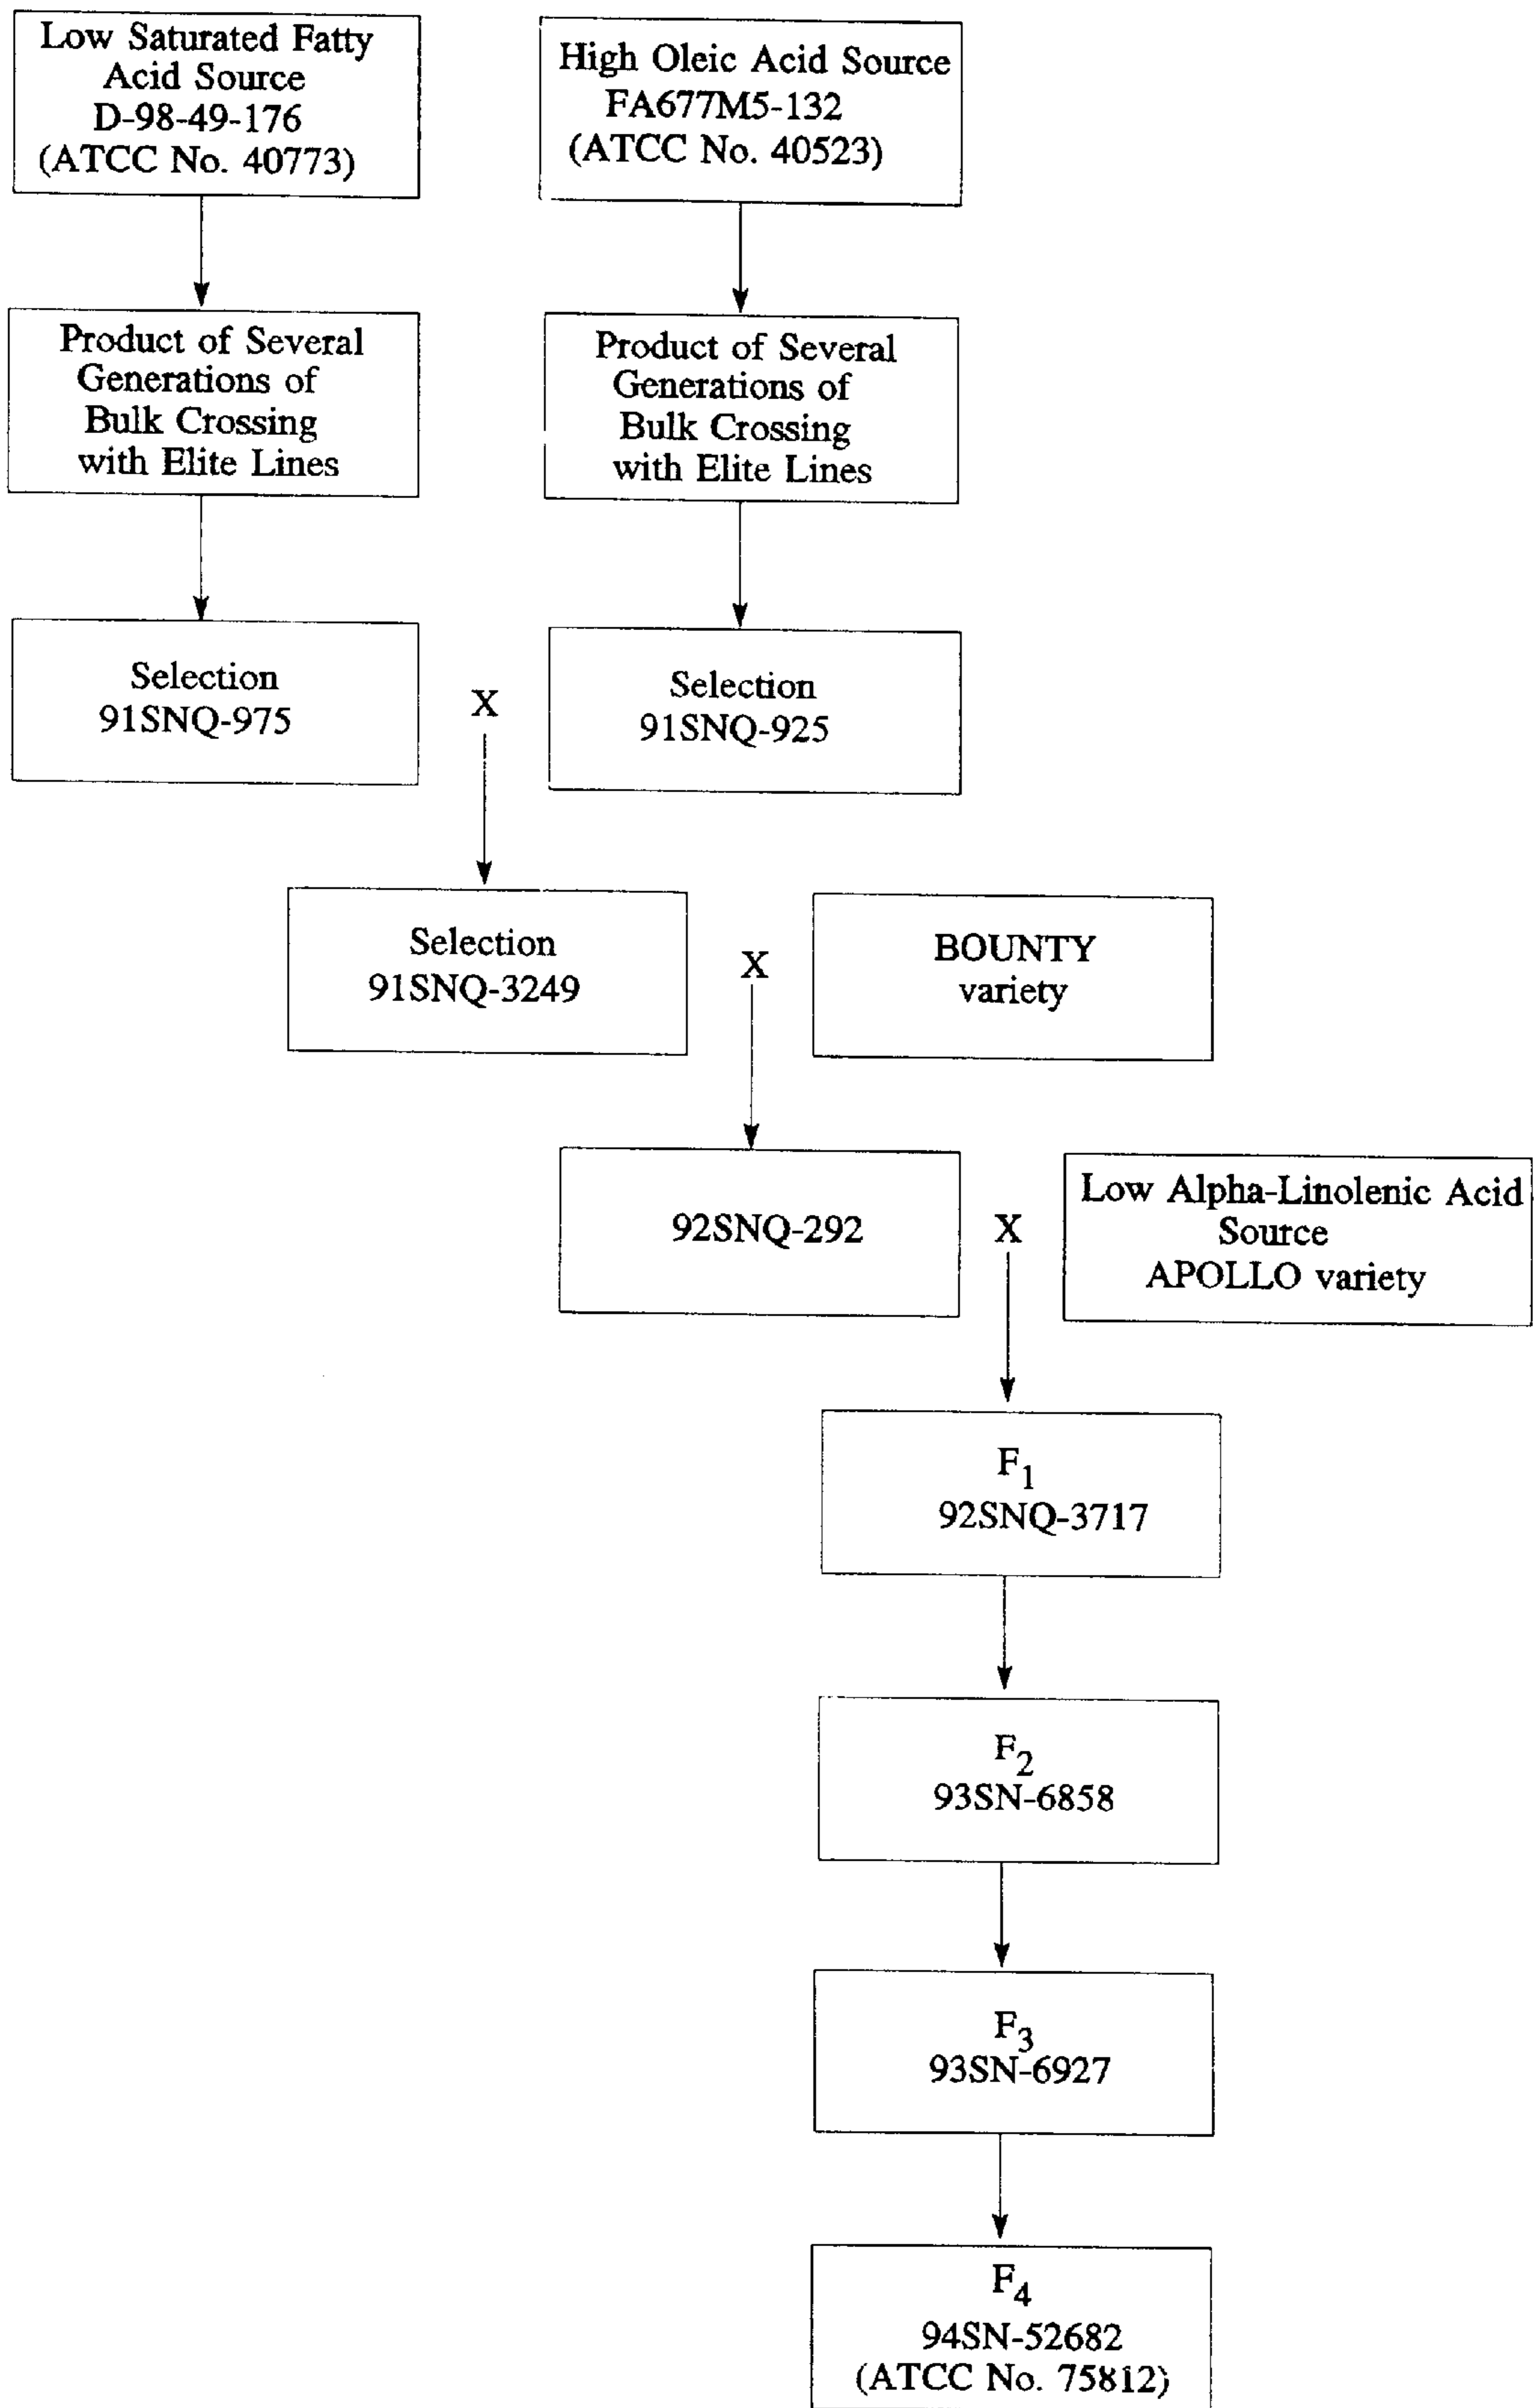 Low Saturated Fatty
Acid Source
D-98-49-176
(ATCC No. 40773)
High Oleic Acid Source
FA677M5-132
(ATCC No. 40523)
Product of Several
Generations of
Bulk Crossing
with Elite Lines
Product of Several
Generations of
Bulk Crossing
with Elite Lines
Selection
91SNQ-975
X
Selection
91SNQ-925
Selection
91SNQ-3249
X
BOUNTY
variety
92SNQ-292
X
Low Alpha-Linolenic Acid
Source
APOLLO variety
F1
92SNQ-3717
F2
93SN-6858
F3
93SN-6927
F4
94SN-52682
(ATCC No. 75812)